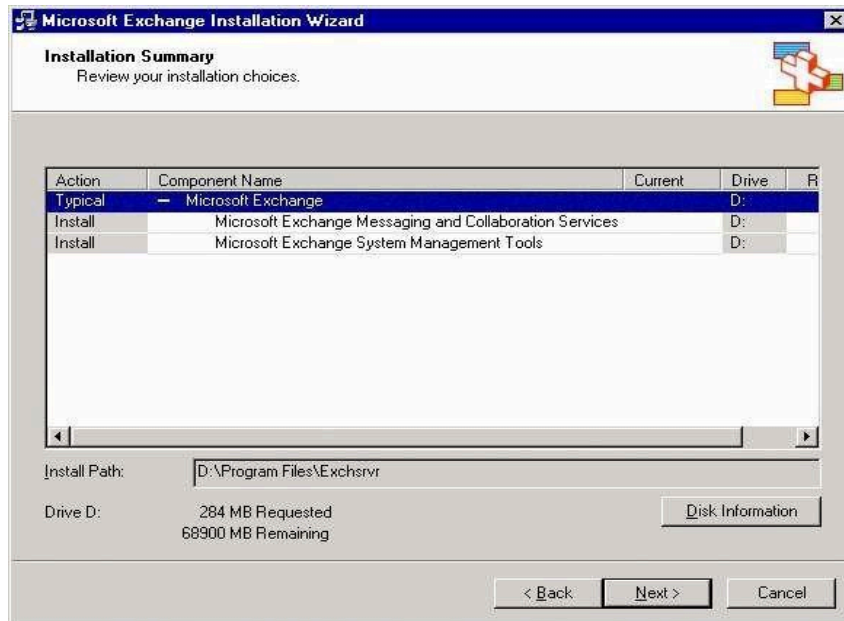 Microsoft Exchange Installation Wizard
Installation Summary
Review your installation choices.
Action Component Name Current Drive R
Typical Microsoft Exchange D:
Install Microsoft Exchange Messaging and Collaboration Services D:
Install Microsoft Exchange System Management Tools D:
Install Path: D:\Program Files\Exchsrvr
Drive D: 284 MB Requested
68900 MB Remaining
Disk Information
< Back Next > Cancel